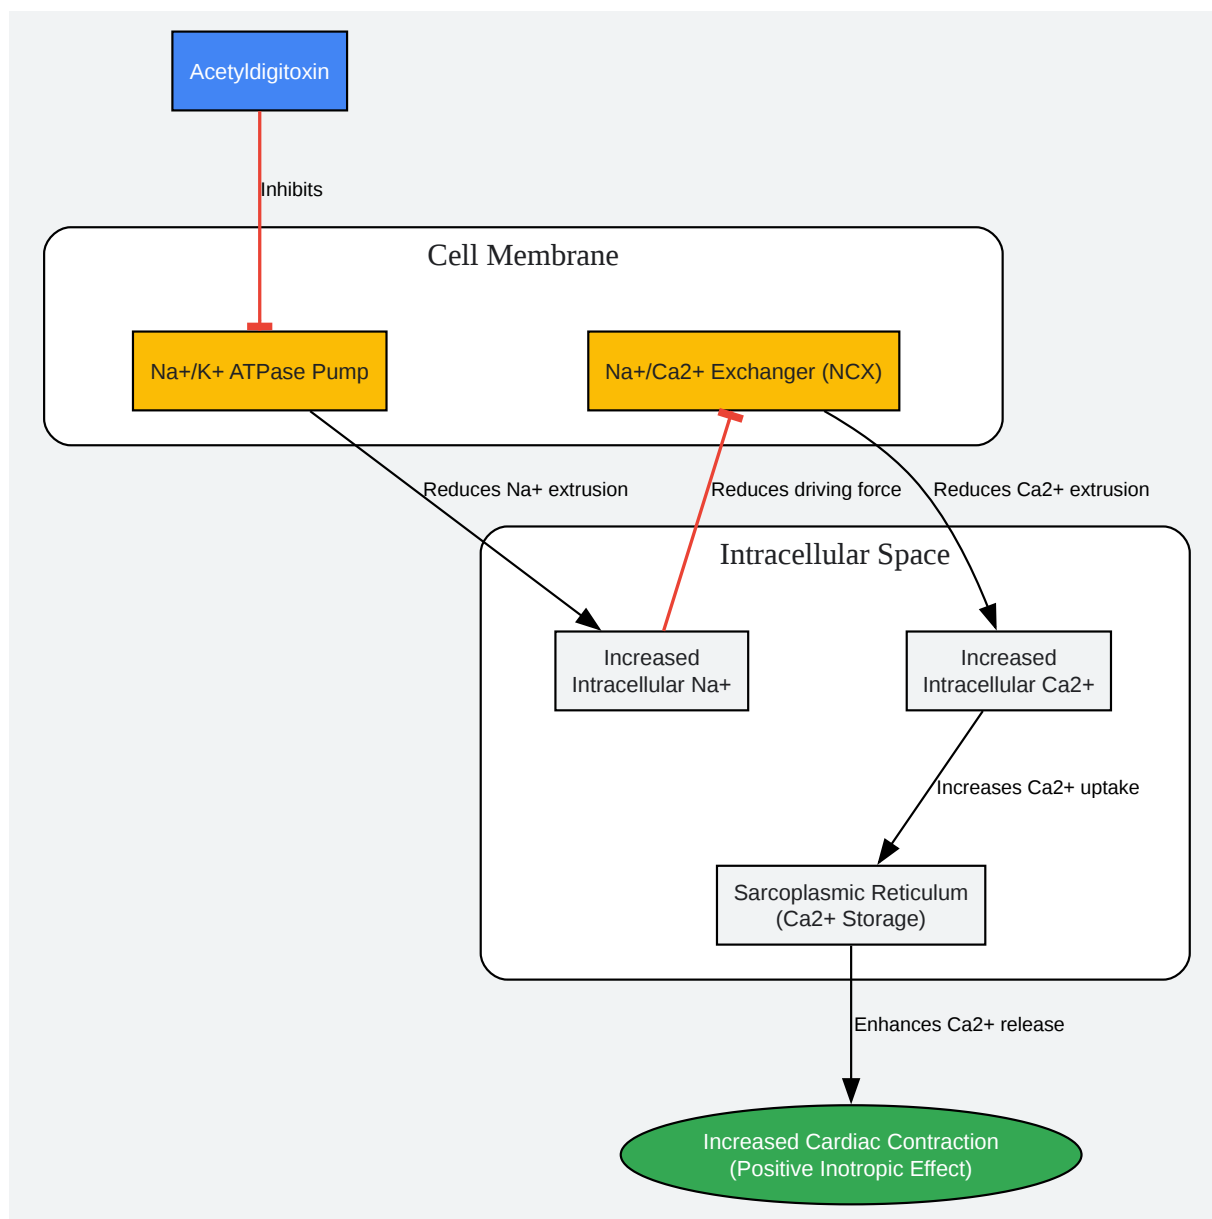 Acetyldigitoxin
Inhibits
Cell Membrane
Na+/K+ ATPase Pump
Na+/Ca2+ Exchanger (NCX)
Reduces Na+ extrusion
Reduces driving force
Reduces Ca2+ extrusion
Intracellular Space
Increased
Intracellular Na+
Increased
Intracellular Ca2+
Increases Ca2+ uptake
Sarcoplasmic Reticulum
(Ca2+ Storage)
Enhances Ca2+ release
Increased Cardiac Contraction
(Positive Inotropic Effect)